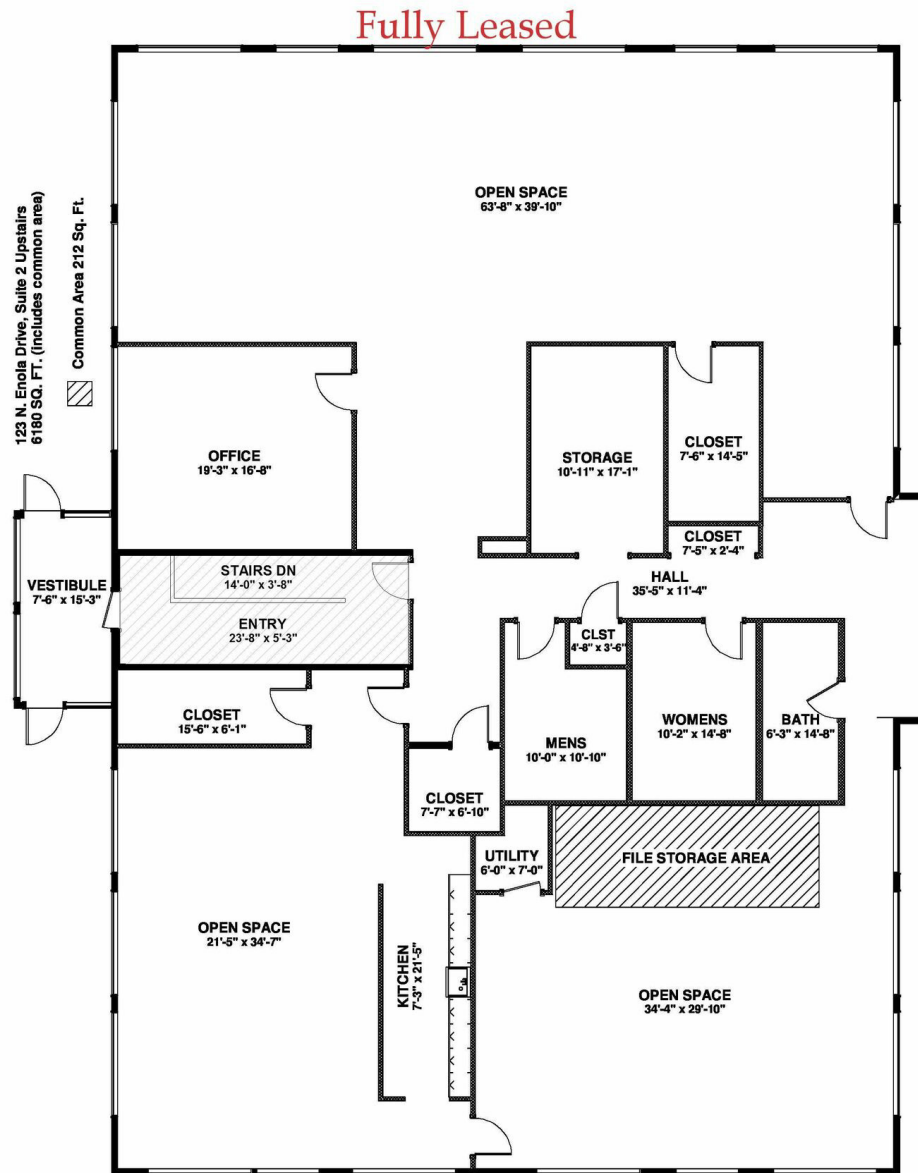 Fully Leased
123 N. Enola Drive, Suite 2 Upstairs
6180 SQ. FT. (includes common area)
Common Area 212 Sq. Ft.
OPEN SPACE
63'-8" x 39'-10"
OFFICE
19'-3" x 16'-8"
STORAGE
10'-11" x 17'-1"
CLOSET
7'-6" x 14'-5"
CLOSET
7'-5" x 2'-4"
HALL
35'-5" x 11'-4"
VESTIBULE
7'-6" x 15'-3"
STAIRS DN
14'-0" x 3'-8"
ENTRY
23'-8" x 5'-3"
CLST
4'-8" x 3'-6"
CLOSET
15'-6" x 6'-1"
MENS
10'-0" x 10'-10"
WOMENS
10'-2" x 14'-8"
BATH
6'-3" x 14'-8"
CLOSET
7'-7" x 6'-10"
UTILITY
6'-0" x 7'-0"
FILE STORAGE AREA
OPEN SPACE
21'-5" x 34'-7"
KITCHEN
7'-3" x 21'-5"
OPEN SPACE
34'-4" x 29'-10"